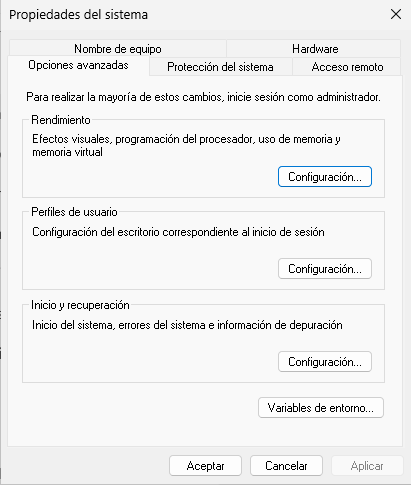 Propiedades del sistema
Nombre de equipo
Hardware
Opciones avanzadas
Protección del sistema
Acceso remoto
Para realizar la mayoría de estos cambios, inicie sesión como administrador.
Rendimiento
Efectos visuales, programación del procesador, uso de memoria y
memoria virtual
Configuración...
Perfiles de usuario
Configuración del escritorio correspondiente al inicio de sesión
Configuración...
Inicio y recuperación
Inicio del sistema, errores del sistema e información de depuración
Configuración...
Variables de entorno...
Aceptar
Cancelar
Aplicar